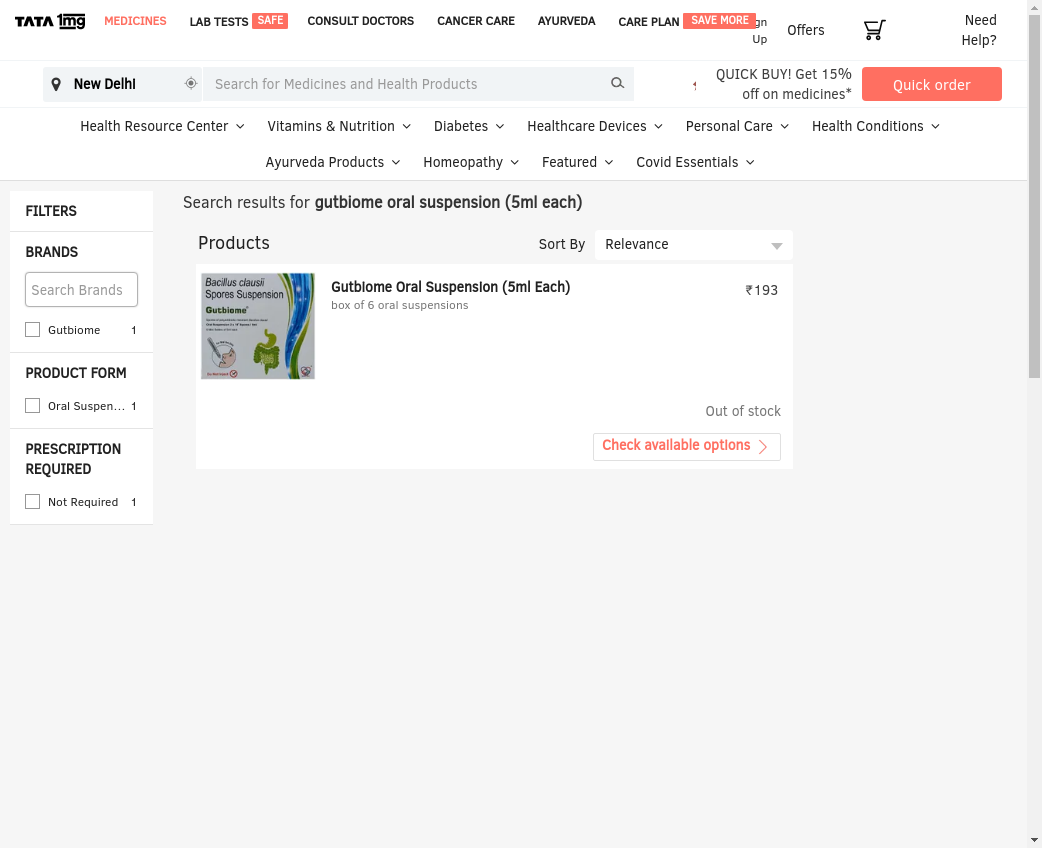 TATA 1mg
MEDICINES
LAB TESTS SAFE
CONSULT DOCTORS
CANCER CARE
AYURVEDA
CARE PLAN SAVE MORE
gn
Up
Offers
Need
Help?
New Delhi
Search for Medicines and Health Products
QUICK BUY! Get 15%
off on medicines*
Quick order
Health Resource Center
Vitamins & Nutrition
Diabetes
Healthcare Devices
Personal Care
Health Conditions
Ayurveda Products
Homeopathy
Featured
Covid Essentials
FILTERS
BRANDS
Search Brands
Gutbiome 1
PRODUCT FORM
Oral Suspen... 1
PRESCRIPTION
REQUIRED
Not Required 1
Search results for gutbiome oral suspension (5ml each)
Products
Sort By
Relevance
Bacillus clausii
Spores Suspension
Gutbiome
Gutbiome Oral Suspension (5ml Each)
box of 6 oral suspensions
₹193
Out of stock
Check available options